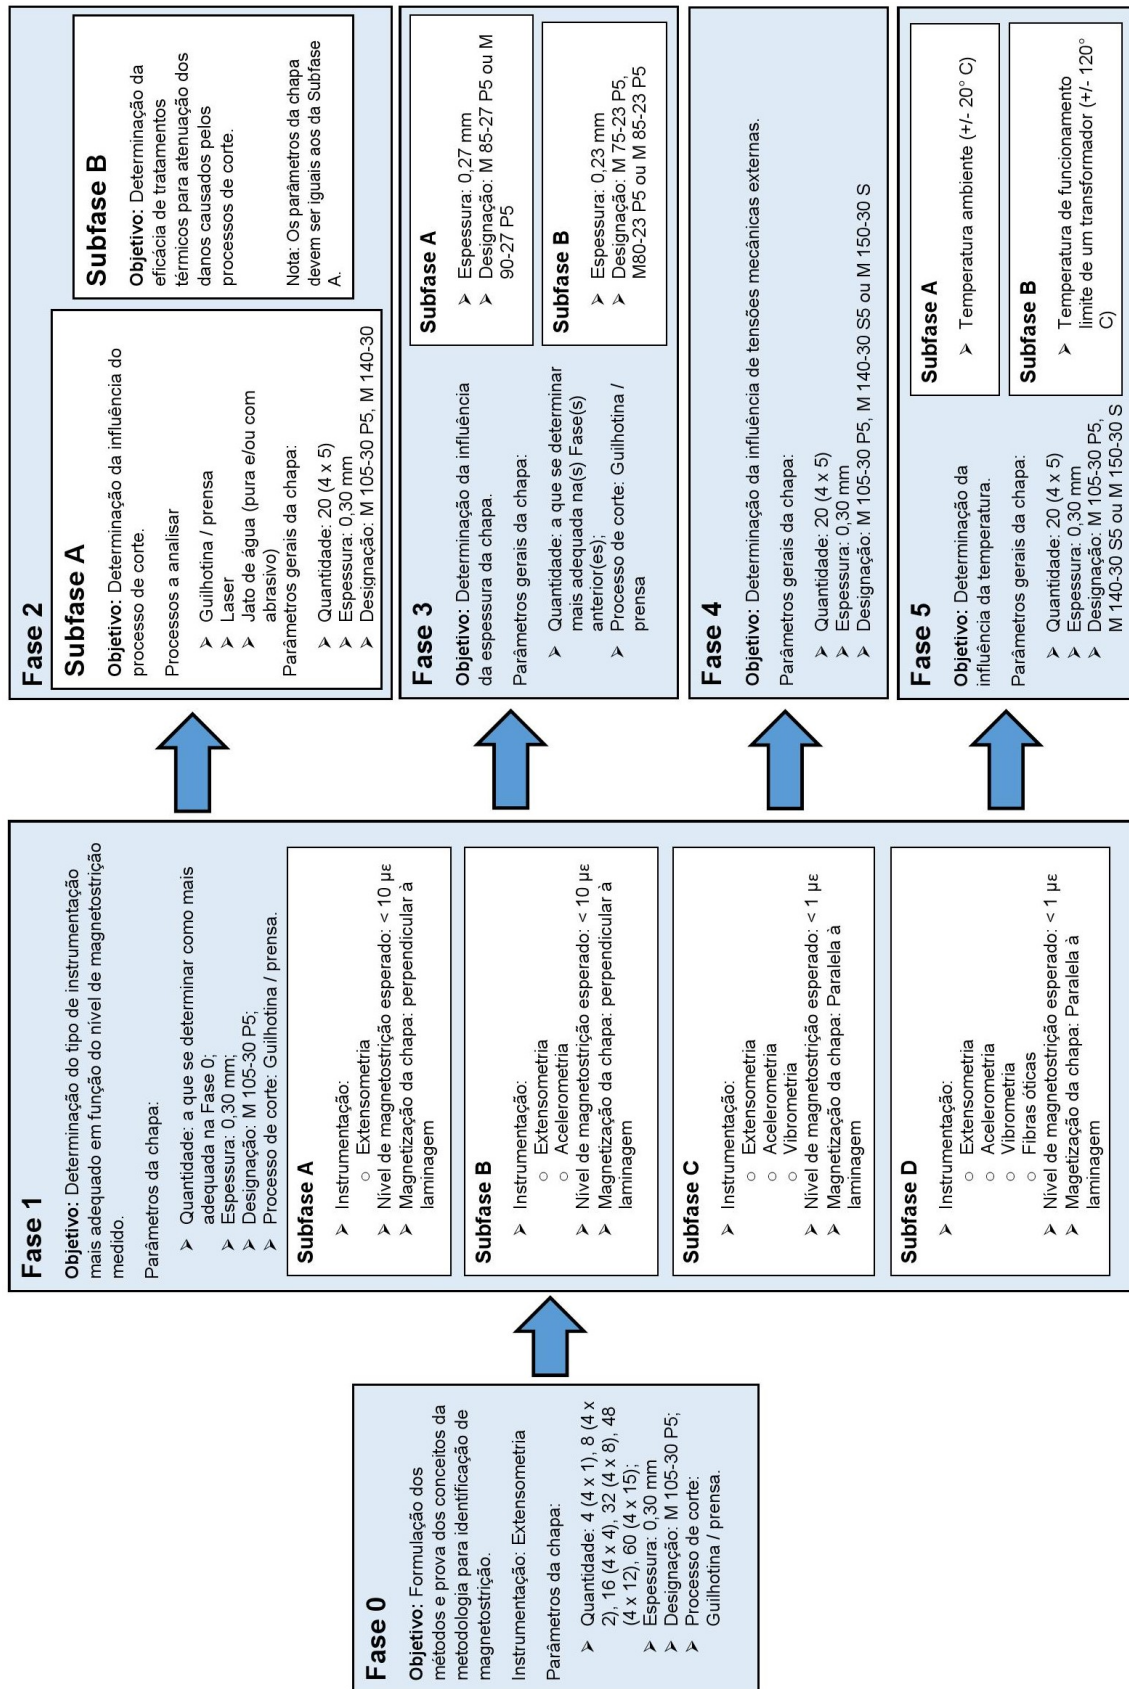 Fase 0
Objetivo: Formulação dos
métodos e prova dos conceitos da
metodologia para identificação de
magnetostrição.
Instrumentação: Extensometria
Parâmetros da chapa:
➢ Quantidade: 4 (4 x 1), 8 (4 x
2), 16 (4 x 4), 32 (4 x 8), 48
(4 x 12), 60 (4 x 15);
➢ Espessura: 0,30 mm
➢ Designação: M 105-30 P5;
➢ Processo de corte:
Guilhotina / prensa.
Fase 1
Objetivo: Determinação do tipo de instrumentação
mais adequado em função do nível de magnetostrição
medido.
Parâmetros da chapa:
➢ Quantidade: a que se determinar como mais
adequada na Fase 0;
➢ Espessura: 0,30 mm;
➢ Designação: M 105-30 P5;
➢ Processo de corte: Guilhotina / prensa.
Subfase A
➢ Instrumentação:
○ Extensometria
➢ Nível de magnetostrição esperado: < 10 µε
➢ Magnetização da chapa: perpendicular à
laminagem
Subfase B
➢ Instrumentação:
○ Extensometria
○ Acelerometria
➢ Nível de magnetostrição esperado: < 10 µε
➢ Magnetização da chapa: perpendicular à
laminagem
Subfase C
➢ Instrumentação:
○ Extensometria
○ Acelerometria
○ Vibrometria
➢ Nível de magnetostrição esperado: < 1 µε
➢ Magnetização da chapa: Paralela à
laminagem
Subfase D
➢ Instrumentação:
○ Extensometria
○ Acelerometria
○ Vibrometria
○ Fibras óticas
➢ Nível de magnetostrição esperado: < 1 µε
➢ Magetização da chapa: Paralela à
laminagem
Fase 2
Subfase A
Objetivo: Determinação da influência do
processo de corte.
Processos a analisar
➢ Guilhotina / prensa
➢ Laser
➢ Jato de água (pura e/ou com
abrasivo)
Parâmetros gerais da chapa:
➢ Quantidade: 20 (4 x 5)
➢ Espessura: 0,30 mm
➢ Designação: M 105-30 P5, M 140-30
Subfase B
Objetivo: Determinação da
eficácia de tratamentos
térmicos para atenuação dos
danos causados pelos
processos de corte.
Nota: Os parâmetros da chapa
devem ser iguais aos da Subfase
A.
Fase 3
Objetivo: Determinação da influência
da espessura da chapa.
Parâmetros gerais da chapa:
➢ Quantidade: a que se determinar
mais adequada na(s) Fase(s)
anterior(es);
➢ Processo de corte: Guilhotina /
prensa
Subfase A
➢ Espessura: 0,27 mm
➢ Designação: M 85-27 P5 ou M
90-27 P5
Subfase B
➢ Espessura: 0,23 mm
➢ Designação: M 75-23 P5,
M80-23 P5 ou M 85-23 P5
Fase 4
Objetivo: Determinação da influência de tensões mecânicas externas.
Parâmetros gerais da chapa:
➢ Quantidade: 20 (4 x 5)
➢ Espessura: 0,30 mm
➢ Designação: M 105-30 P5, M 140-30 S5 ou M 150-30 S
Fase 5
Objetivo: Determinação da
influência da temperatura.
Parâmetros gerais da chapa:
➢ Quantidade: 20 (4 x 5)
➢ Espessura: 0,30 mm
➢ Designação: M 105-30 P5,
M 140-30 S5 ou M 150-30 S
Subfase A
➢ Temperatura ambiente (+/- 20° C)
Subfase B
➢ Temperatura de funcionamento
limite de um transformador (+/- 120°
C)